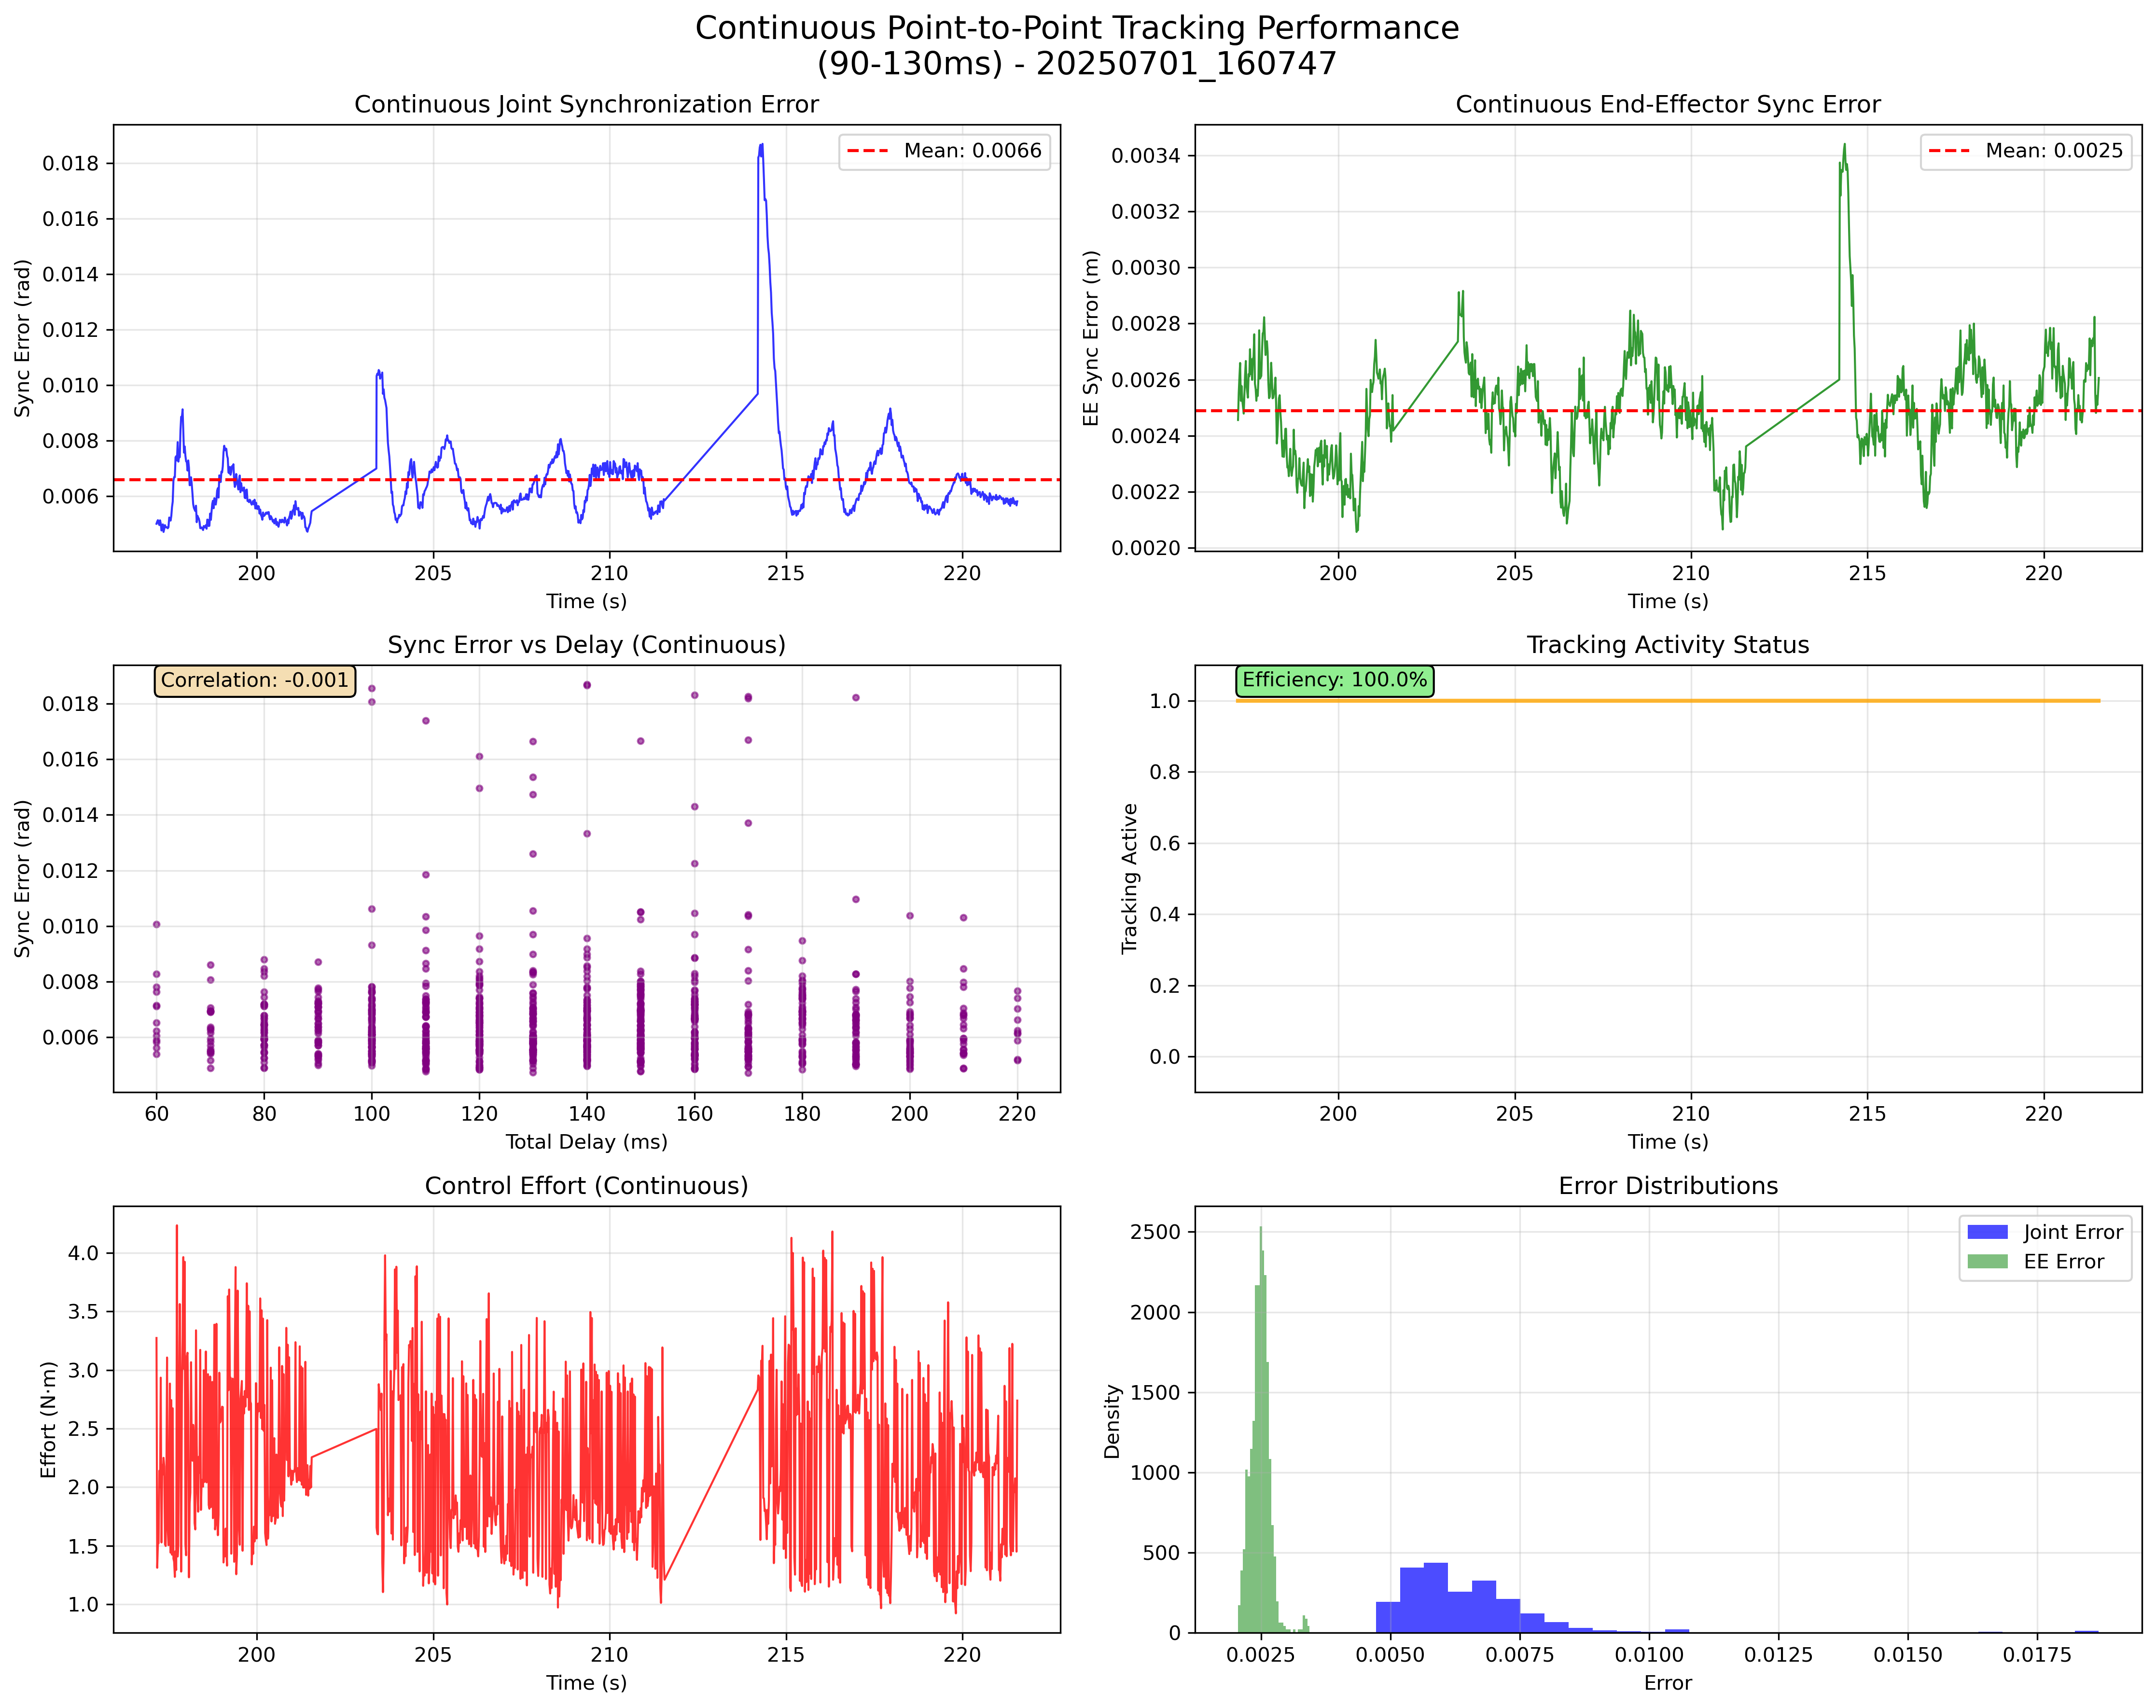 Continuous Point-to-Point Tracking Performance
(90-130ms) - 20250701_160747
Continuous Joint Synchronization Error
Sync Error (rad)
0.018
0.016
0.014
0.012
0.010
0.008
0.006
Mean: 0.0066
200 205 210 215 220
Time (s)
Continuous End-Effector Sync Error
EE Sync Error (m)
0.0034
0.0032
0.0030
0.0028
0.0026
0.0024
0.0022
0.0020
Mean: 0.0025
200 205 210 215 220
Time (s)
Sync Error vs Delay (Continuous)
Correlation: -0.001
Sync Error (rad)
0.018
0.016
0.014
0.012
0.010
0.008
0.006
60 80 100 120 140 160 180 200 220
Total Delay (ms)
Tracking Activity Status
Efficiency: 100.0%
Tracking Active
1.0
0.8
0.6
0.4
0.2
0.0
200 205 210 215 220
Time (s)
Control Effort (Continuous)
Effort (N·m)
4.0
3.5
3.0
2.5
2.0
1.5
1.0
200 205 210 215 220
Time (s)
Error Distributions
Joint Error
EE Error
Density
2500
2000
1500
1000
500
0
0.0025 0.0050 0.0075 0.0100 0.0125 0.0150 0.0175
Error